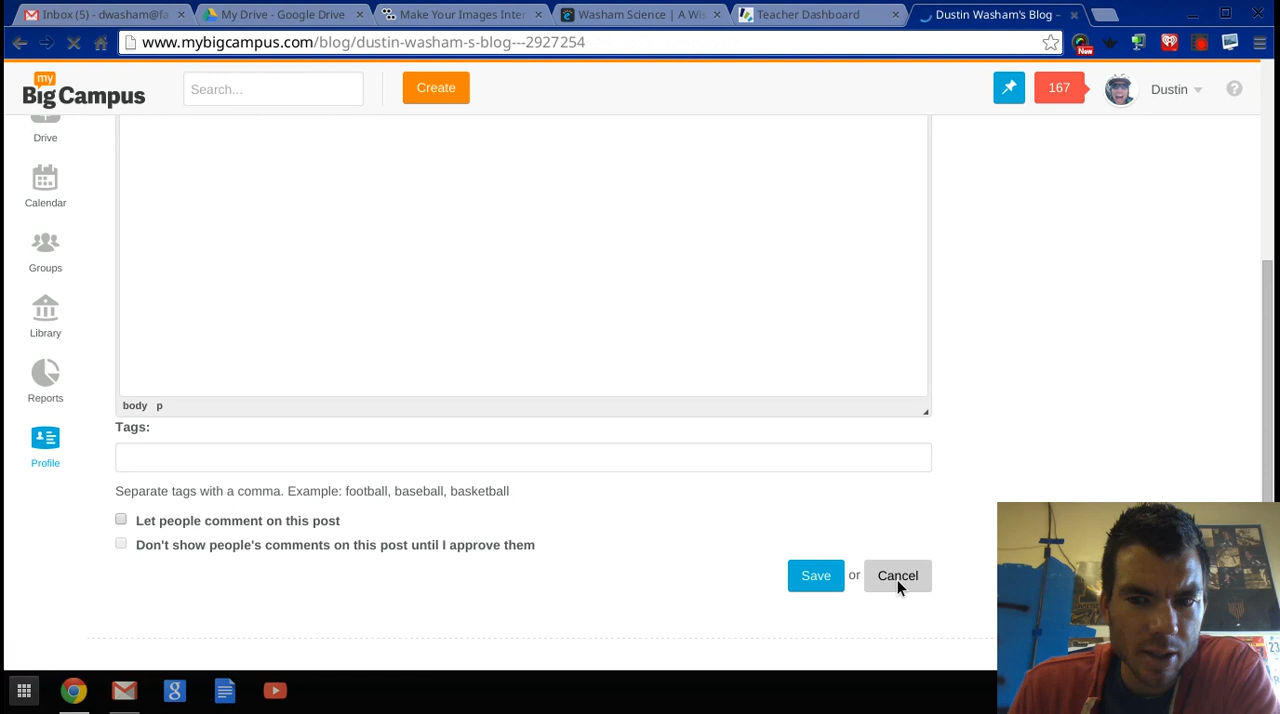 Inbox (5) - dwasham@fa
My Drive - Google Drive
Make Your Images Inter
Washam Science | A Wis
Teacher Dashboard
Dustin Washam's Blog –
www.mybigcampus.com/blog/dustin-washam-s-blog---2927254
New
my
Big Campus
Search...
Create
167
Dustin
?
Drive
Calendar
Groups
Library
Reports
Profile
body p
Tags:
Separate tags with a comma. Example: football, baseball, basketball
Let people comment on this post
Don't show people's comments on this post until I approve them
Save or Cancel